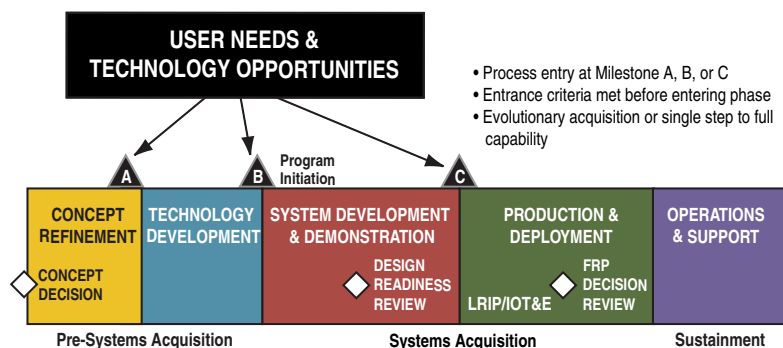 USER NEEDS &
TECHNOLOGY OPPORTUNITIES
• Process entry at Milestone A, B, or C
• Entrance criteria met before entering phase
• Evolutionary acquisition or single step to full
capability
A
B
Program
Initiation
C
CONCEPT
REFINEMENT
TECHNOLOGY
DEVELOPMENT
SYSTEM DEVELOPMENT
& DEMONSTRATION
PRODUCTION &
DEPLOYMENT
OPERATIONS
& SUPPORT
CONCEPT
DECISION
DESIGN
READINESS
REVIEW
LRIP/IOT&E
FRP
DECISION
REVIEW
Pre-Systems Acquisition
Systems Acquisition
Sustainment